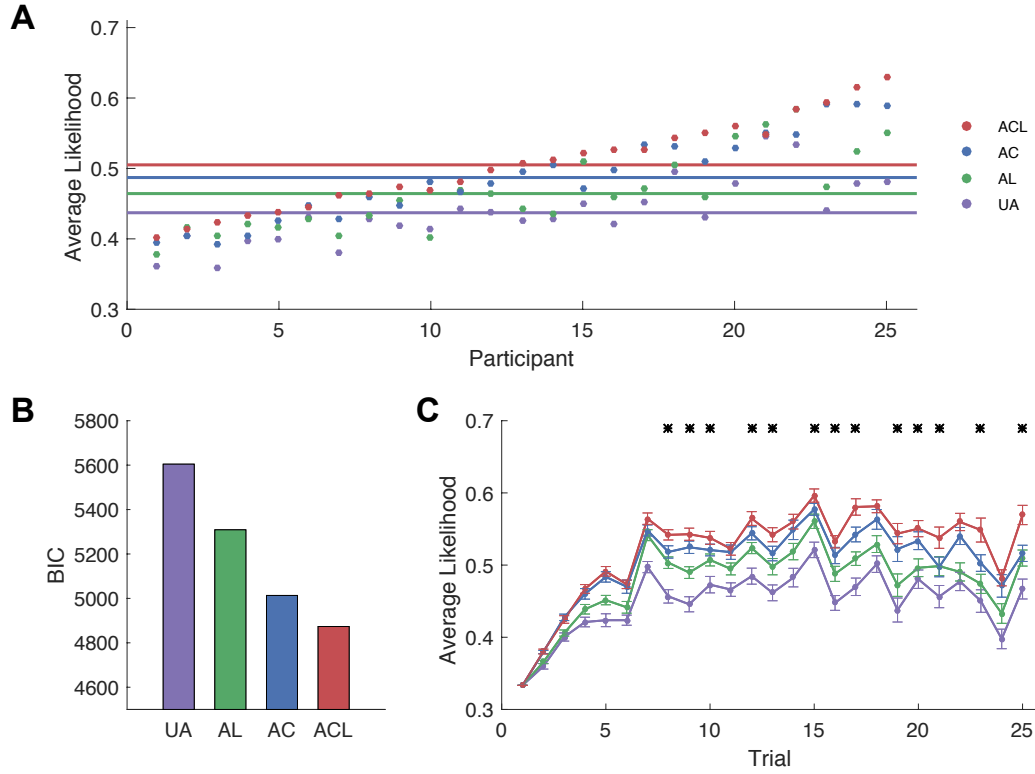 A
0.7
0.6
0.5
0.4
0.3
Average Likelihood
0
5
10
15
20
25
Participant
ACL
AC
AL
UA
B
5800
5600
5400
5200
5000
4800
4600
BIC
UA
AL
AC
ACL
C
0.7
0.6
0.5
0.4
0.3
Average Likelihood
* * * * * * * * * * * * *
0
5
10
15
20
25
Trial